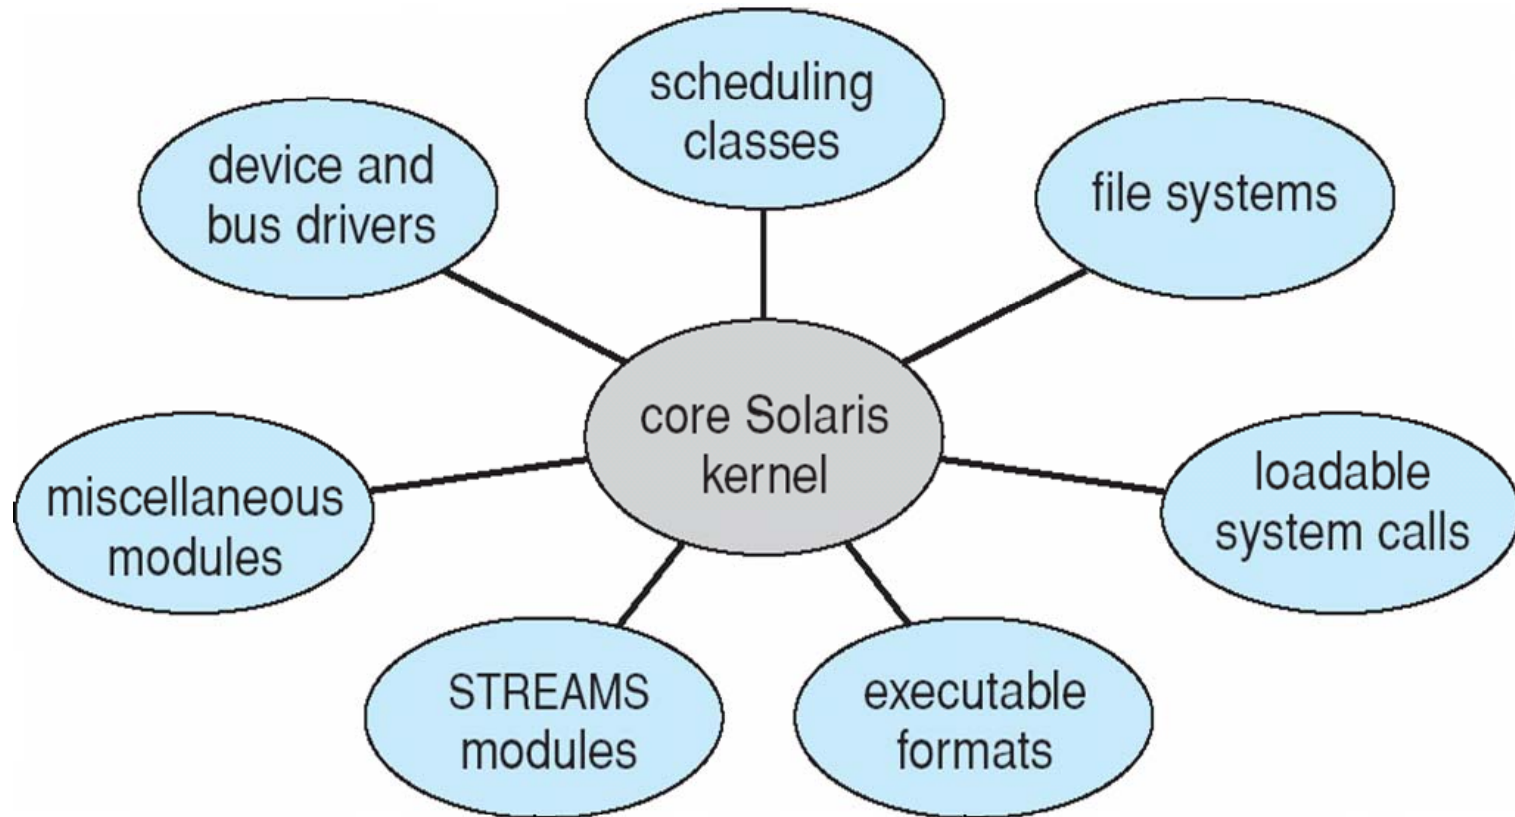 scheduling
classes
device and
bus drivers
file systems
core Solaris
kernel
loadable
system calls
miscellaneous
modules
STREAMS
modules
executable
formats